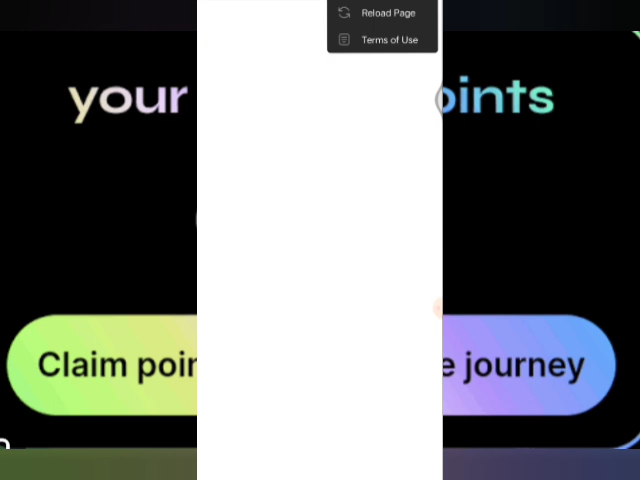 Reload Page
Terms of Use
your
oints
Claim poin
e journey